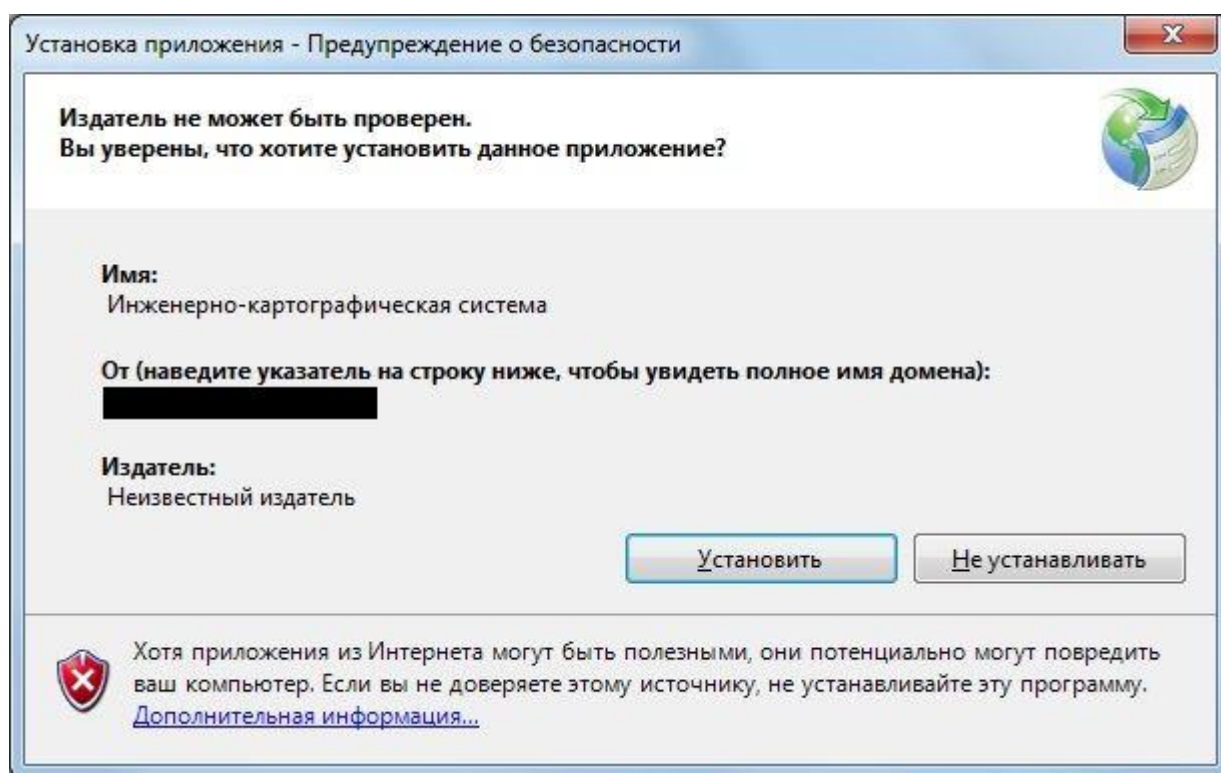 Установка приложения - Предупреждение о безопасности
Издатель не может быть проверен.
Вы уверены, что хотите установить данное приложение?
Имя:
Инженерно-картографическая система
От (наведите указатель на строку ниже, чтобы увидеть полное имя домена):
Издатель:
Неизвестный издатель
Установить
Не устанавливать
Хотя приложения из Интернета могут быть полезными, они потенциально могут повредить
ваш компьютер. Если вы не доверяете этому источнику, не устанавливайте эту программу.
Дополнительная информация...